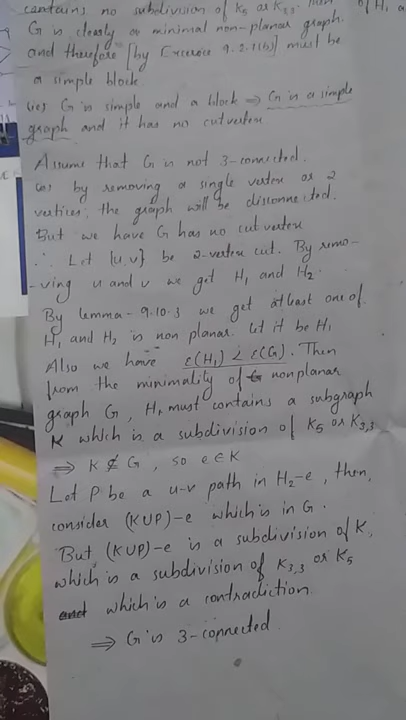 contains no subdivision of K5 or K3,3. Then of H1 a
G is clearly a minimal non-planar graph.
and therefore [by Exercise 9.2.1(b)] must be
a simple block.
ie; G is simple and a block ⇒ G is a simple
graph and it has no cutvertex
Assume that G is not 3-connected.
ie; by removing a single vertex or 2
vertices, the graph will be disconnected.
But we have G has no cut vertex
∴ Let {u,v} be 2-vertex cut. By remo-
ving u and v we get H1 and H2.
By lemma-9.10.3 we get atleast one of
H1 and H2 is non planar. let it be H1
Also we have ε(H1) < ε(G). Then
from the minimality of nonplanar
graph G, H1 must contains a subgraph
K which is a subdivision of K5 or K3,3
⇒ K ⊄ G, so e ∈ K
Let P be a u-v path in H2-e, then,
consider (K∪P)-e which is in G.
But (K∪P)-e is a subdivision of K,
which is a subdivision of K3,3 or K5
and which is a contradiction.
⇒ G is 3-connected.